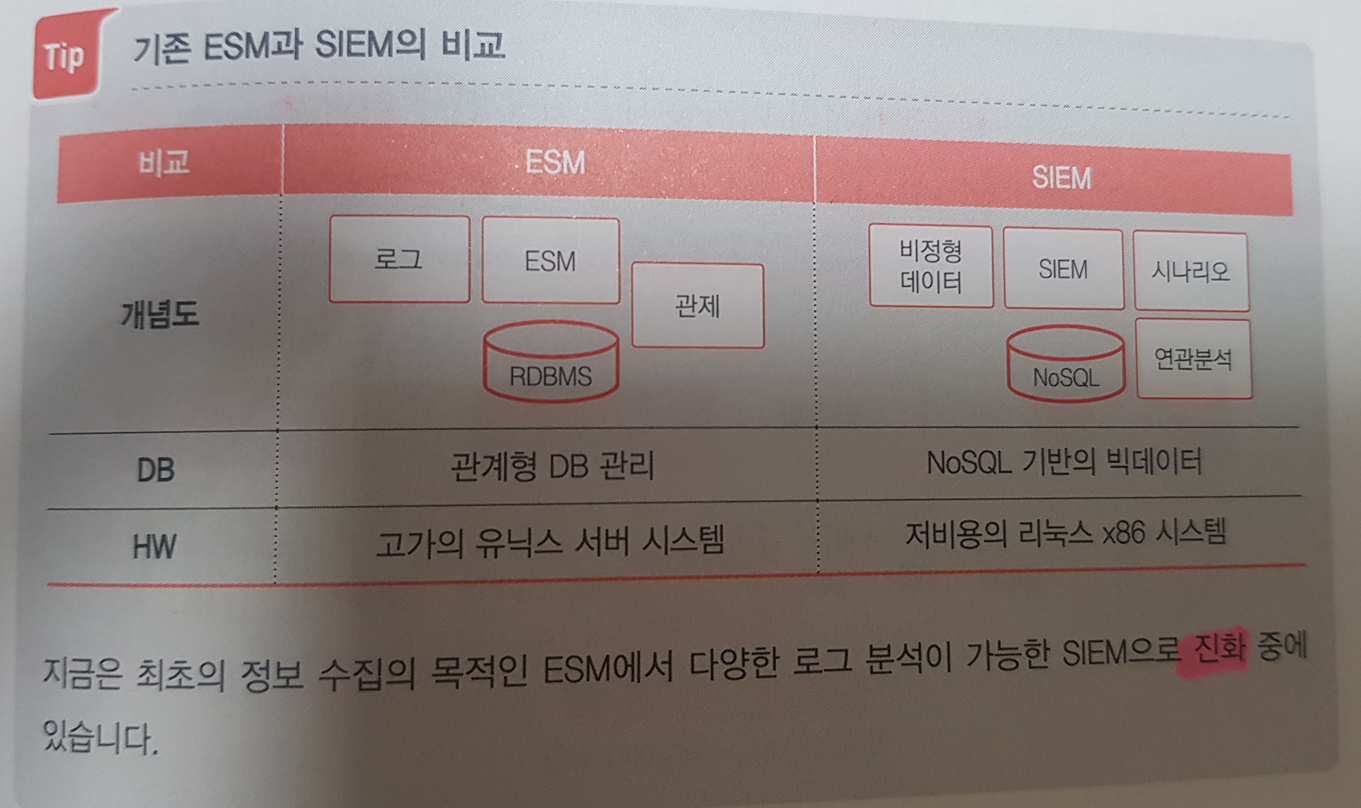 Tip
기존 ESM과 SIEM의 비교
비교
ESM
SIEM
개념도
로그
ESM
관제
RDBMS
비정형
데이터
SIEM
시나리오
NoSQL
연관분석
DB
관계형 DB 관리
NoSQL 기반의 빅데이터
HW
고가의 유닉스 서버 시스템
저비용의 리눅스 x86 시스템
지금은 최초의 정보 수집의 목적인 ESM에서 다양한 로그 분석이 가능한 SIEM으로 진화 중에
있습니다.